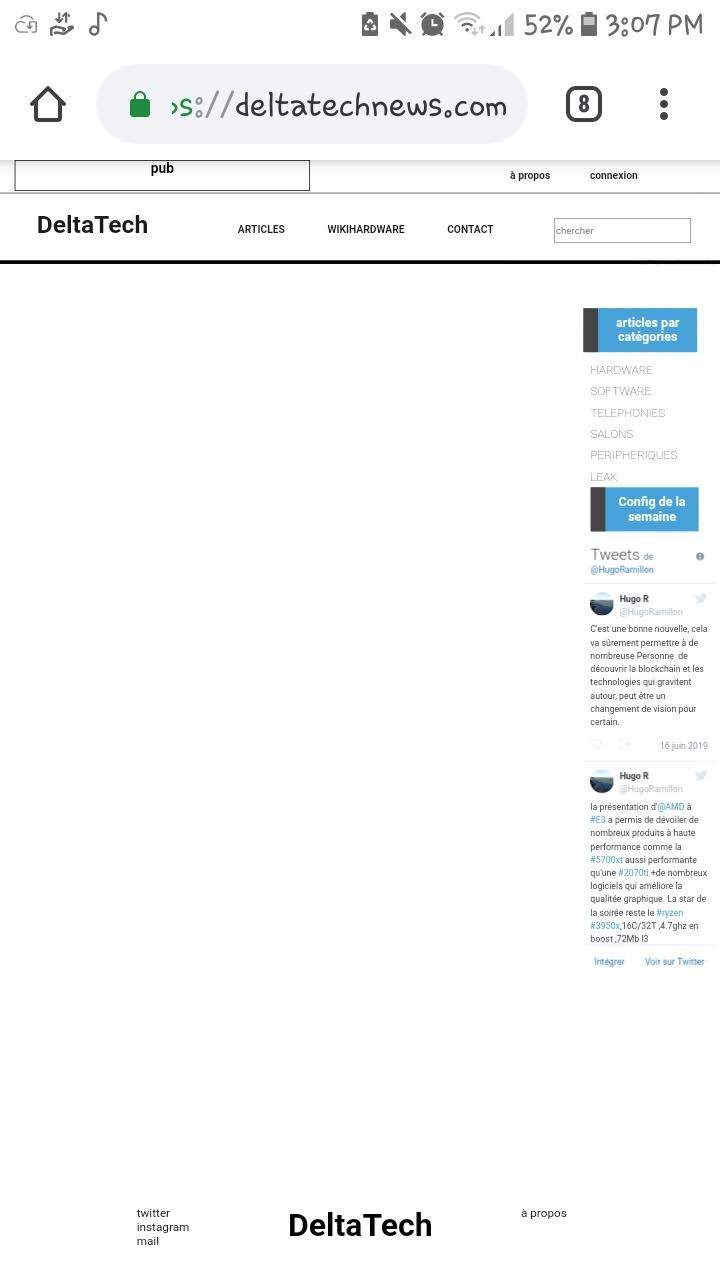 52% 3:07 PM
s://deltatechnews.com
8
pub
à propos
connexion
DeltaTech
ARTICLES
WIKIHARDWARE
CONTACT
chercher
articles par
catégories
HARDWARE
SOFTWARE
TELEPHONIES
SALONS
PERIPHERIQUES
LEAK
Config de la
semaine
Tweets de
@HugoRamillon
Hugo R
@HugoRamillon
C'est une bonne nouvelle, cela
va sûrement permettre à de
nombreuse Personne de
découvrir la blockchain et les
technologies qui gravitent
autour, peut être un
changement de vision pour
certain.
16 juin 2019
Hugo R
@HugoRamillon
la présentation d'@AMD à
#E3 a permis de dévoiler de
nombreux produits à haute
performance comme la
#5700xt aussi performante
qu'une #2070ti +de nombreux
logiciels qui améliore la
qualitée graphique. La star de
la soirée reste le #ryzen
#3950x,16C/32T ,4.7ghz en
boost ,72Mb l3
Intégrer
Voir sur Twitter
twitter
instagram
mail
DeltaTech
à propos